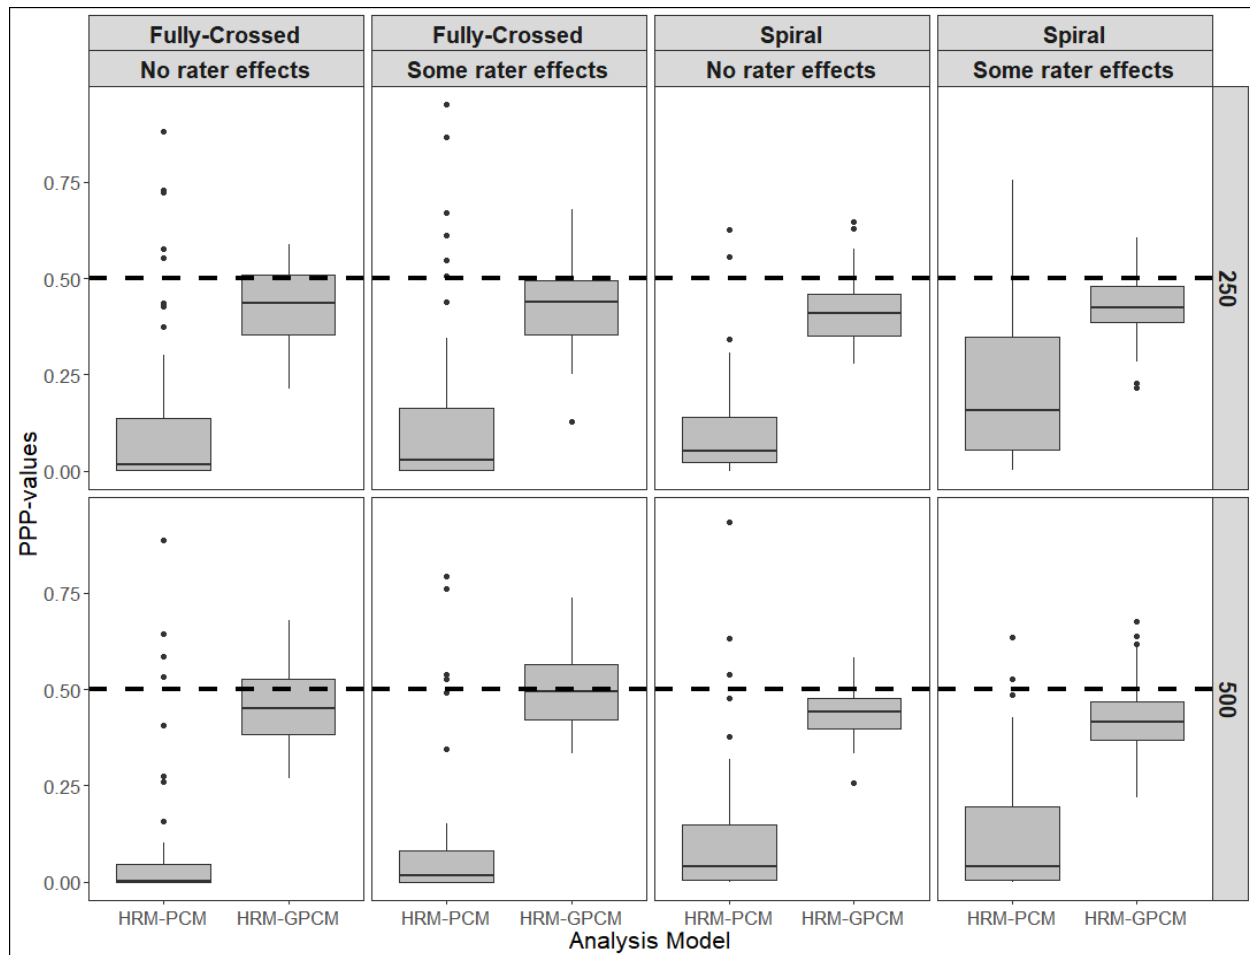 Fully-Crossed Fully-Crossed Spiral Spiral
No rater effects Some rater effects No rater effects Some rater effects
PPP-values
0.75
0.50
0.25
0.00
250
0.75
0.50
0.25
0.00
500
HRM-PCM HRM-GPCM HRM-PCM HRM-GPCM HRM-PCM HRM-GPCM HRM-PCM HRM-GPCM
Analysis Model